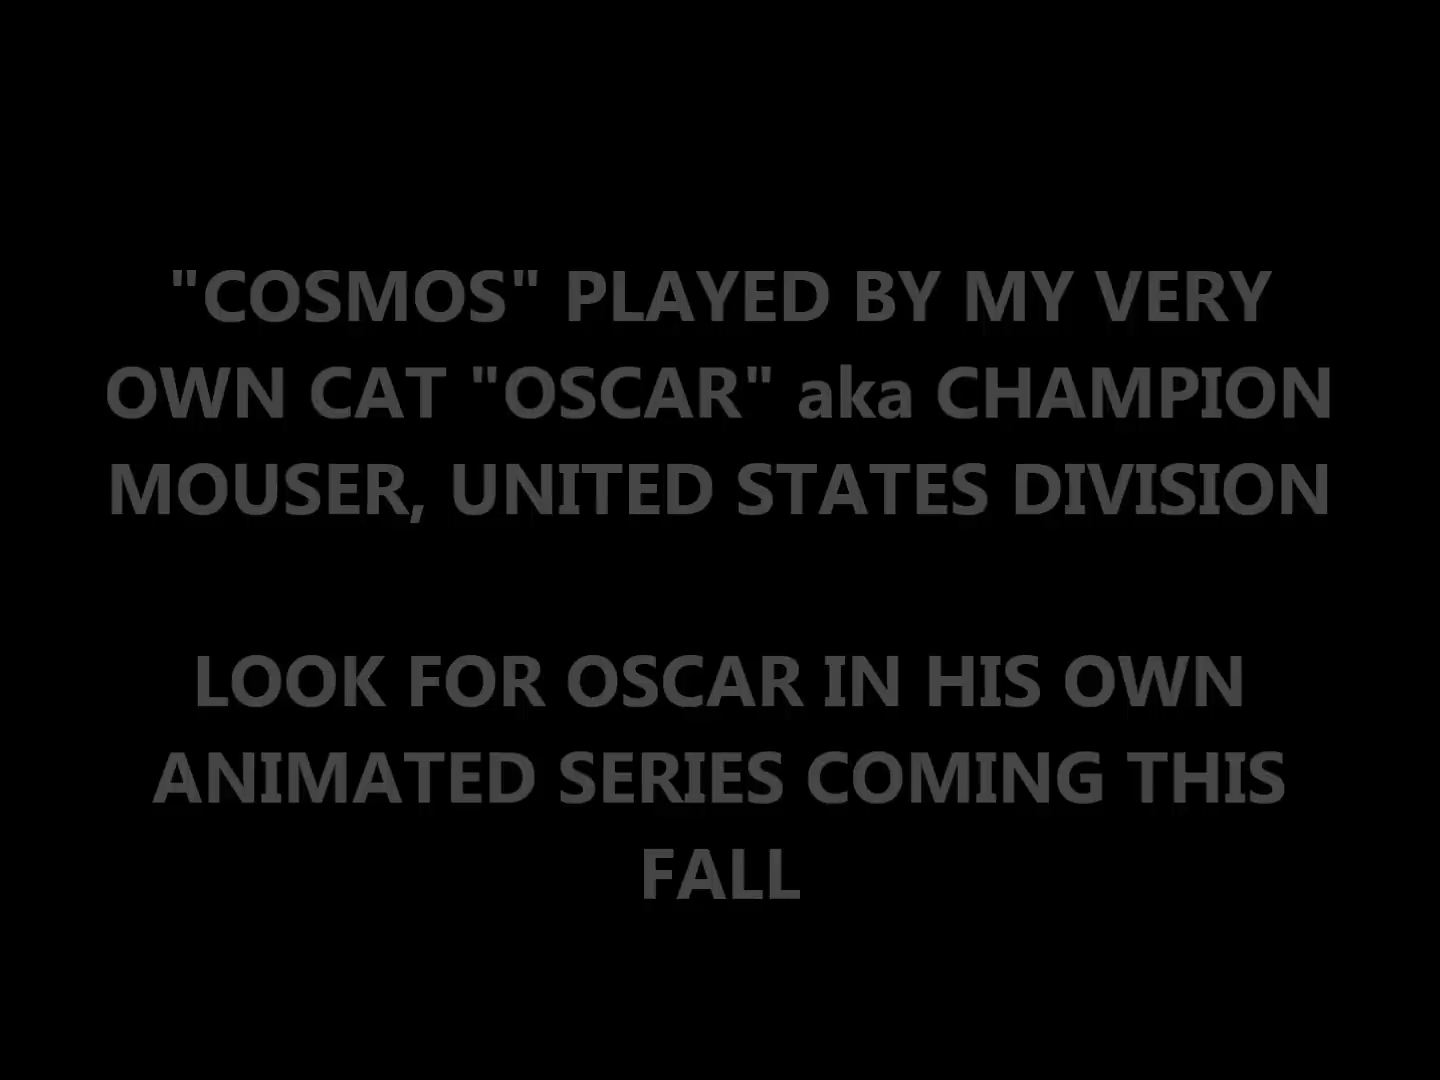 "COSMOS" PLAYED BY MY VERY
OWN CAT "OSCAR" aka CHAMPION
MOUSER, UNITED STATES DIVISION
LOOK FOR OSCAR IN HIS OWN
ANIMATED SERIES COMING THIS
FALL